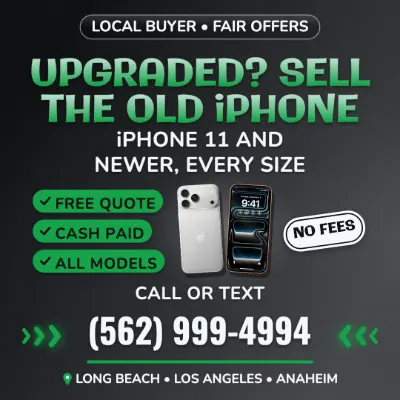 LOCAL BUYER • FAIR OFFERS
UPGRADED? SELL
THE OLD iPHONE
iPHONE 11 AND
NEWER, EVERY SIZE
FREE QUOTE
CASH PAID
ALL MODELS
9:41
NO FEES
CALL OR TEXT
(562) 999-4994
LONG BEACH • LOS ANGELES • ANAHEIM